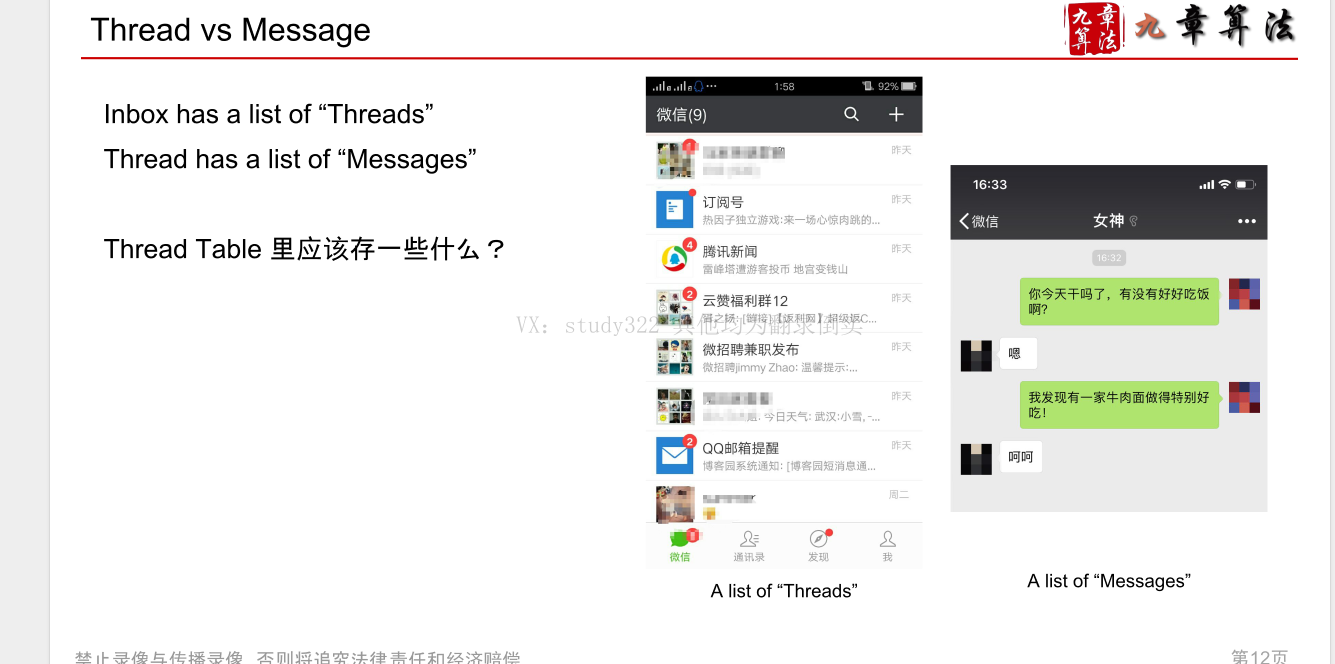 Thread vs Message
九章算法
九章算法
Inbox has a list of “Threads”
Thread has a list of “Messages”
Thread Table 里应该存一些什么？
1:58
92%
微信(9)
昨天
订阅号
昨天
热因子独立游戏:来一场心惊肉跳的...
4
腾讯新闻
昨天
雷峰塔遭游客投币 地宫变钱山
2
云赞福利群12
昨天
微招聘兼职发布
昨天
微招聘jimmy Zhao: 温馨提示:...
昨天
今日天气: 武汉:小雪,-...
2
QQ邮箱提醒
昨天
博客园系统通知: [博客园短消息通...
周二
微信
通讯录
发现
我
A list of “Threads”
16:33
微信
女神
16:32
你今天干吗了，有没有好好吃饭
啊?
嗯
我发现有一家牛肉面做得特别好
吃!
呵呵
A list of “Messages”
VX: study322 其他均为翻录倒卖
禁止录像与传播录像，否则将追究法律责任和经济赔偿
第12页